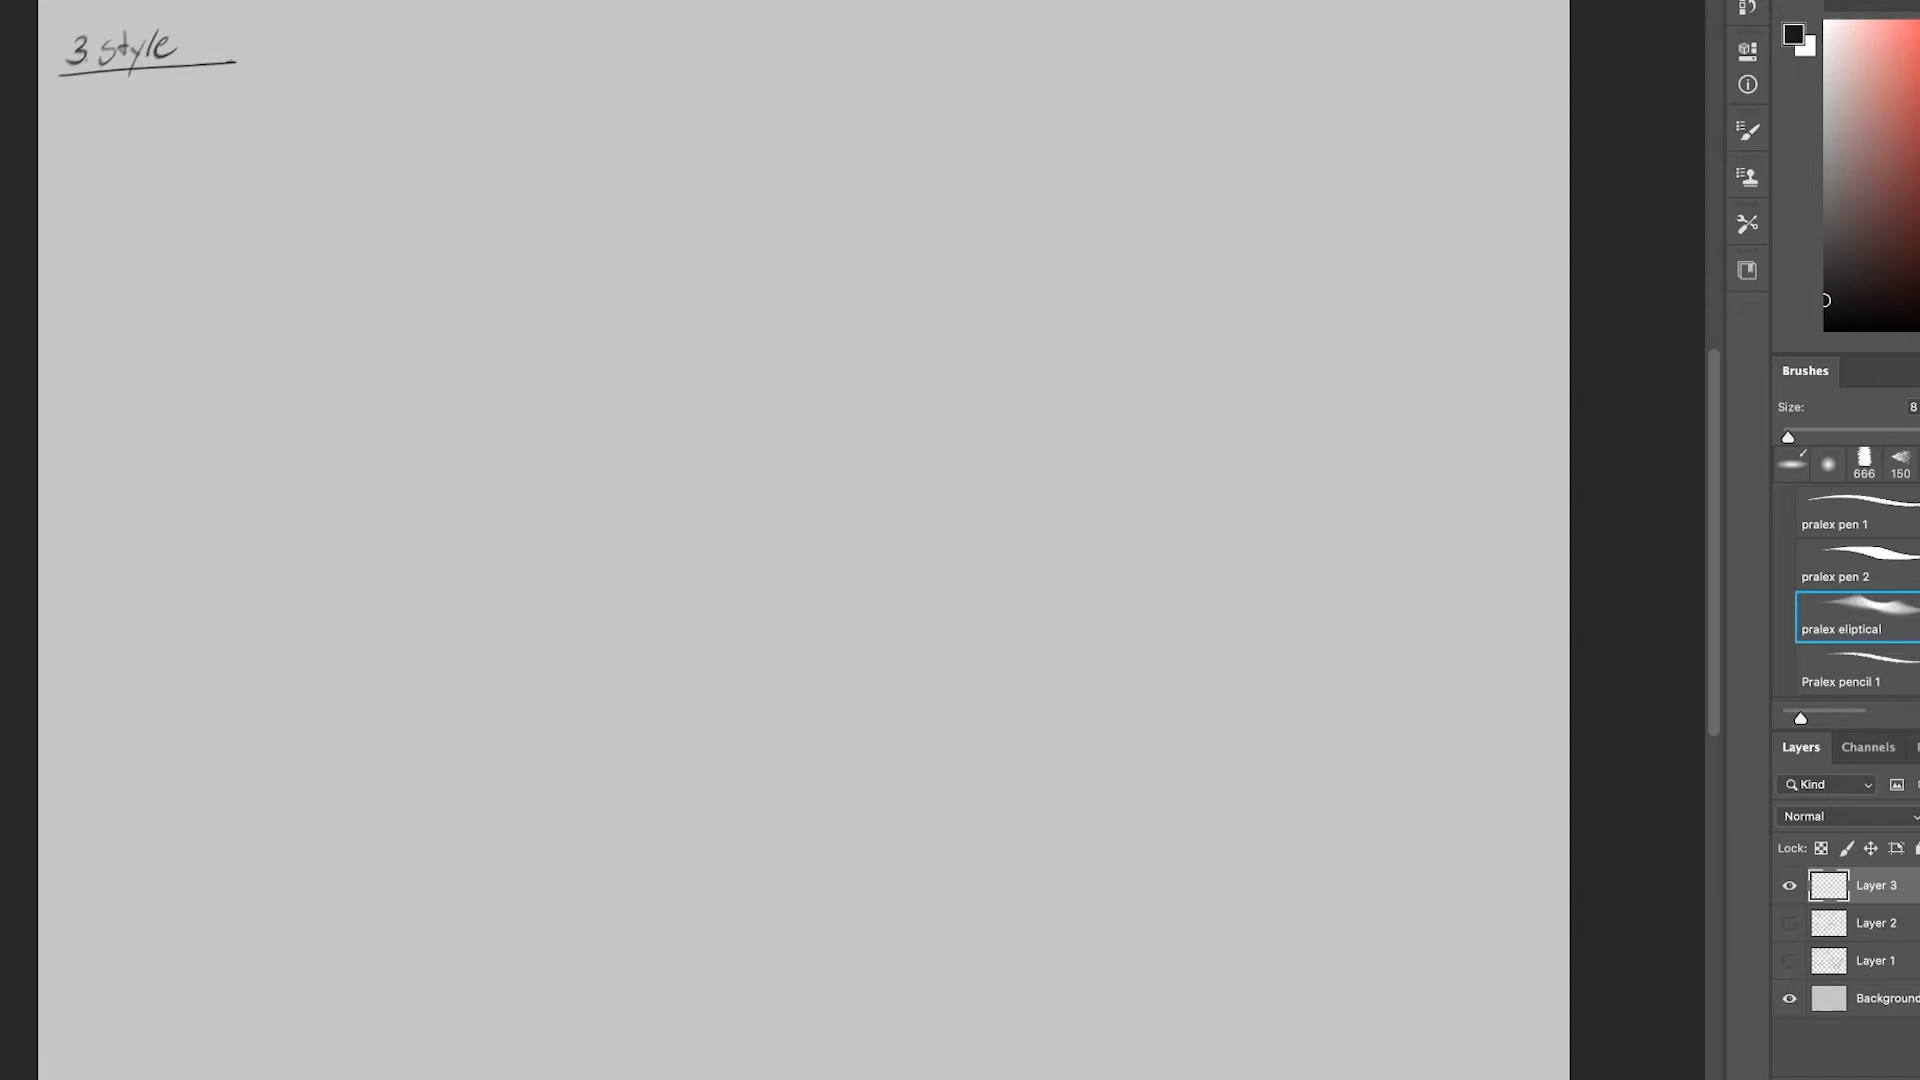 3. style
Brushes
Size: 8
666 150
pralex pen 1
pralex pen 2
pralex eliptical
Pralex pencil 1
Layers Channels
Kind
Normal
Lock:
Layer 3
Layer 2
Layer 1
Background